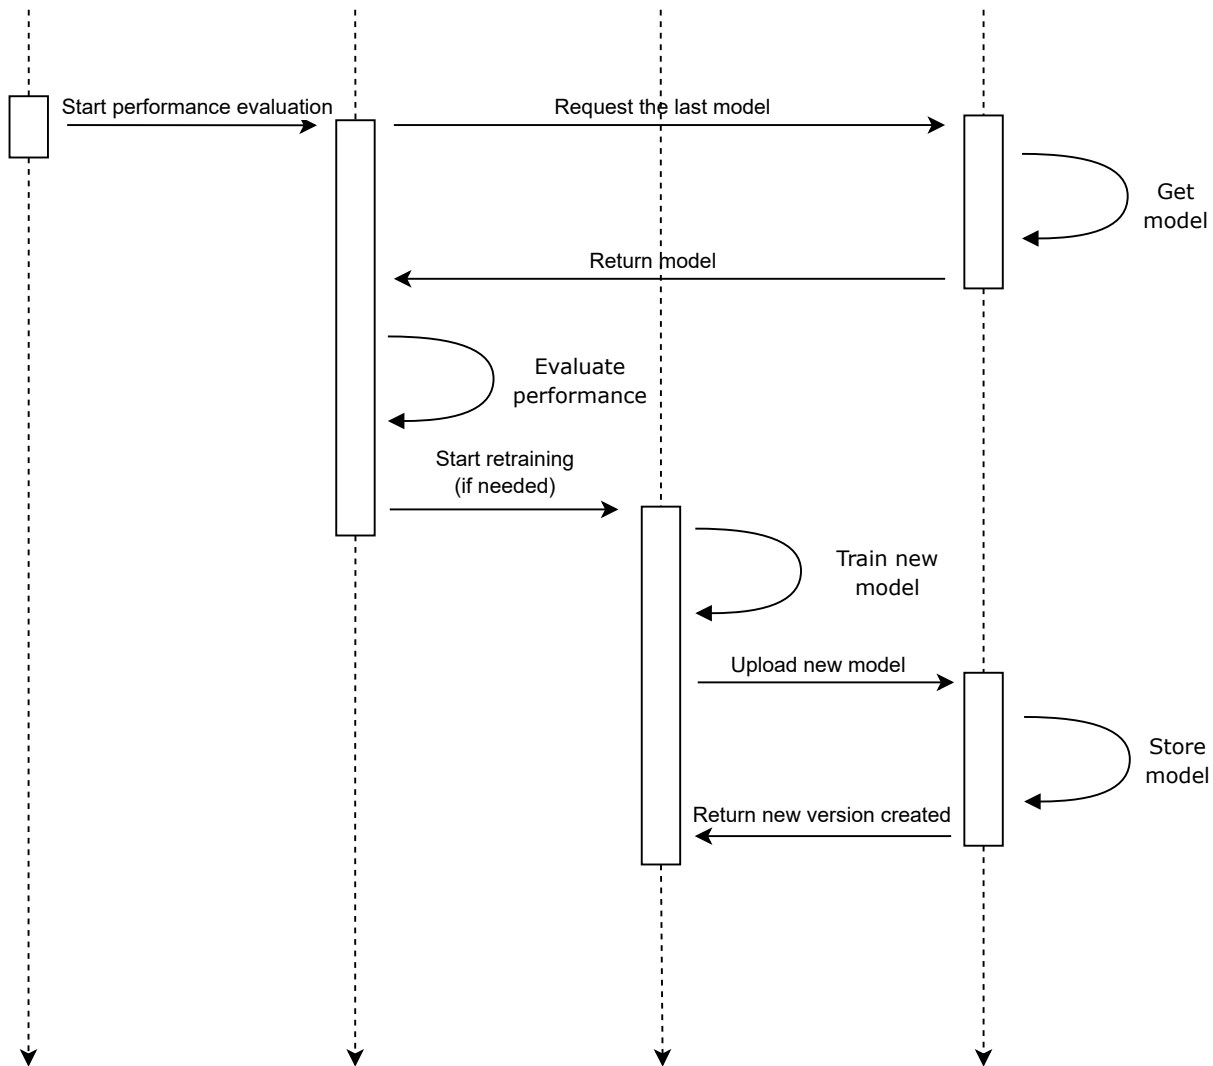 Start performance evaluation
Request the last model
Get
model
Return model
Evaluate
performance
Start retraining
(if needed)
Train new
model
Upload new model
Store
model
Return new version created